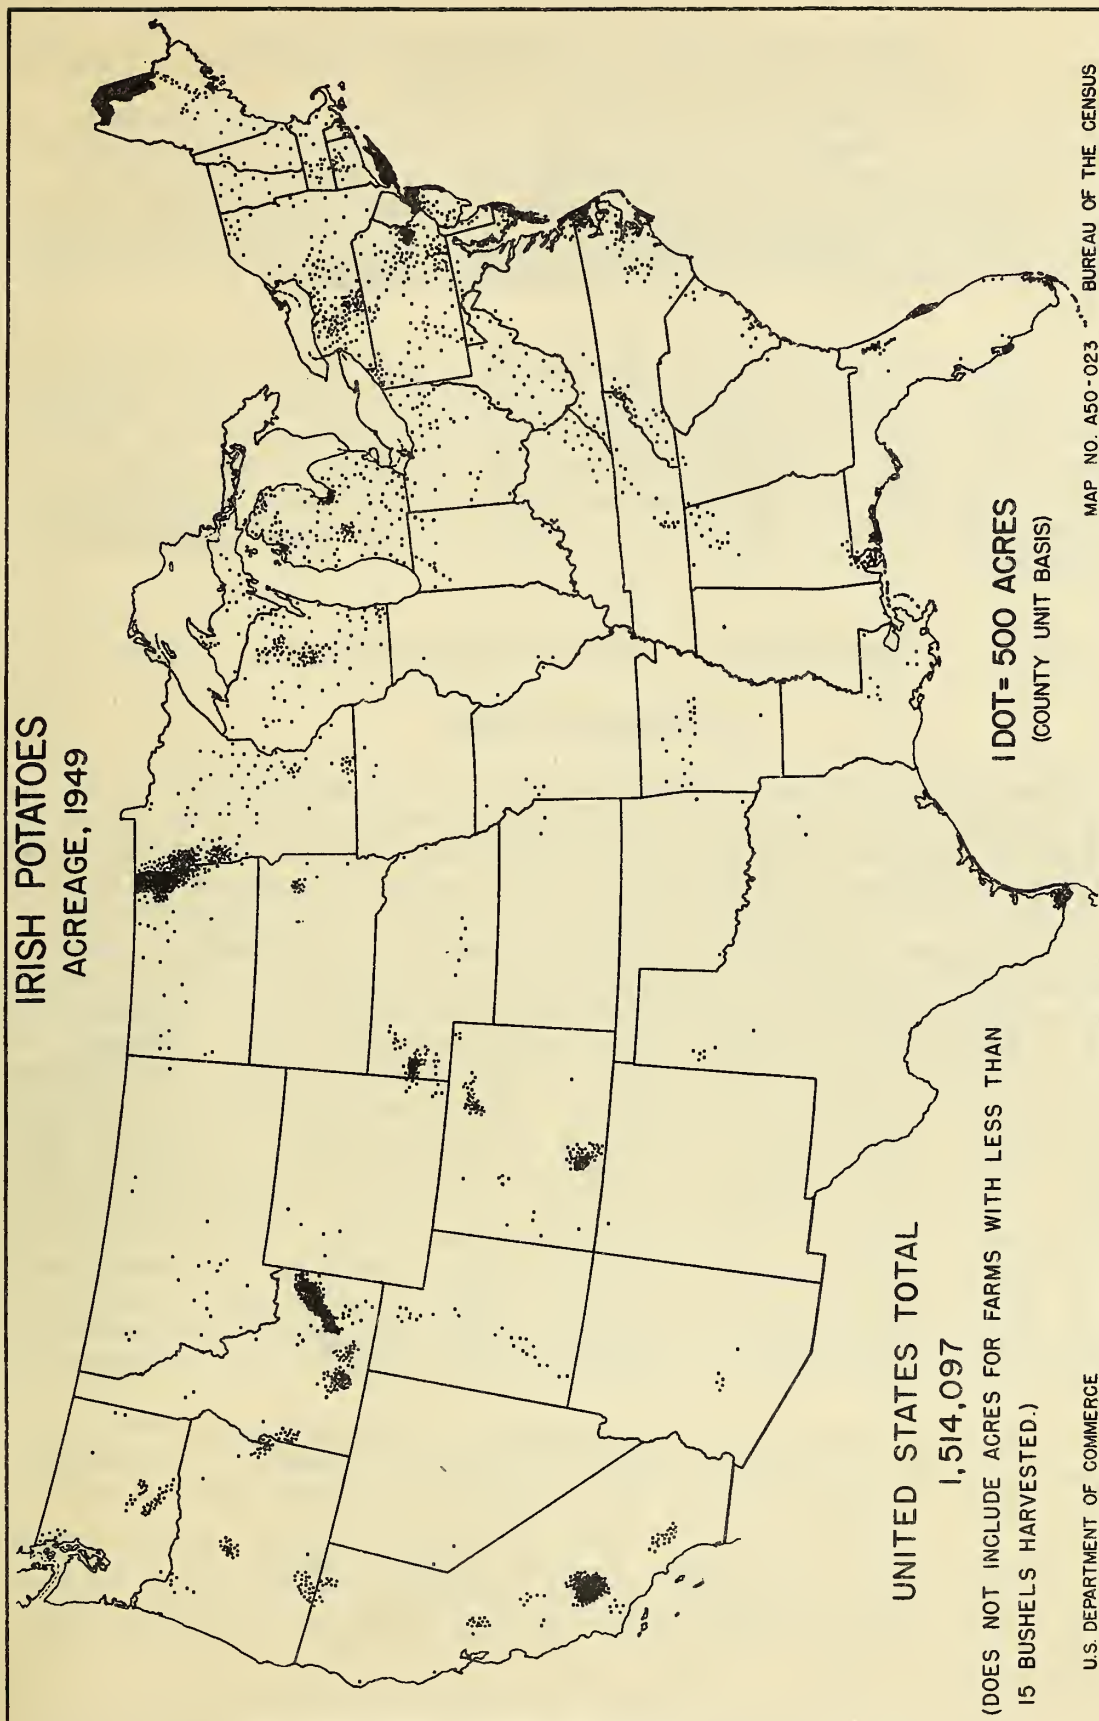 IRISH POTATOES
ACREAGE, 1949
UNITED STATES TOTAL
1,514,097
(DOES NOT INCLUDE ACRES FOR FARMS WITH LESS THAN
15 BUSHELS HARVESTED.)
1 DOT = 500 ACRES
(COUNTY UNIT BASIS)
U.S. DEPARTMENT OF COMMERCE
MAP NO. A50-023
BUREAU OF THE CENSUS